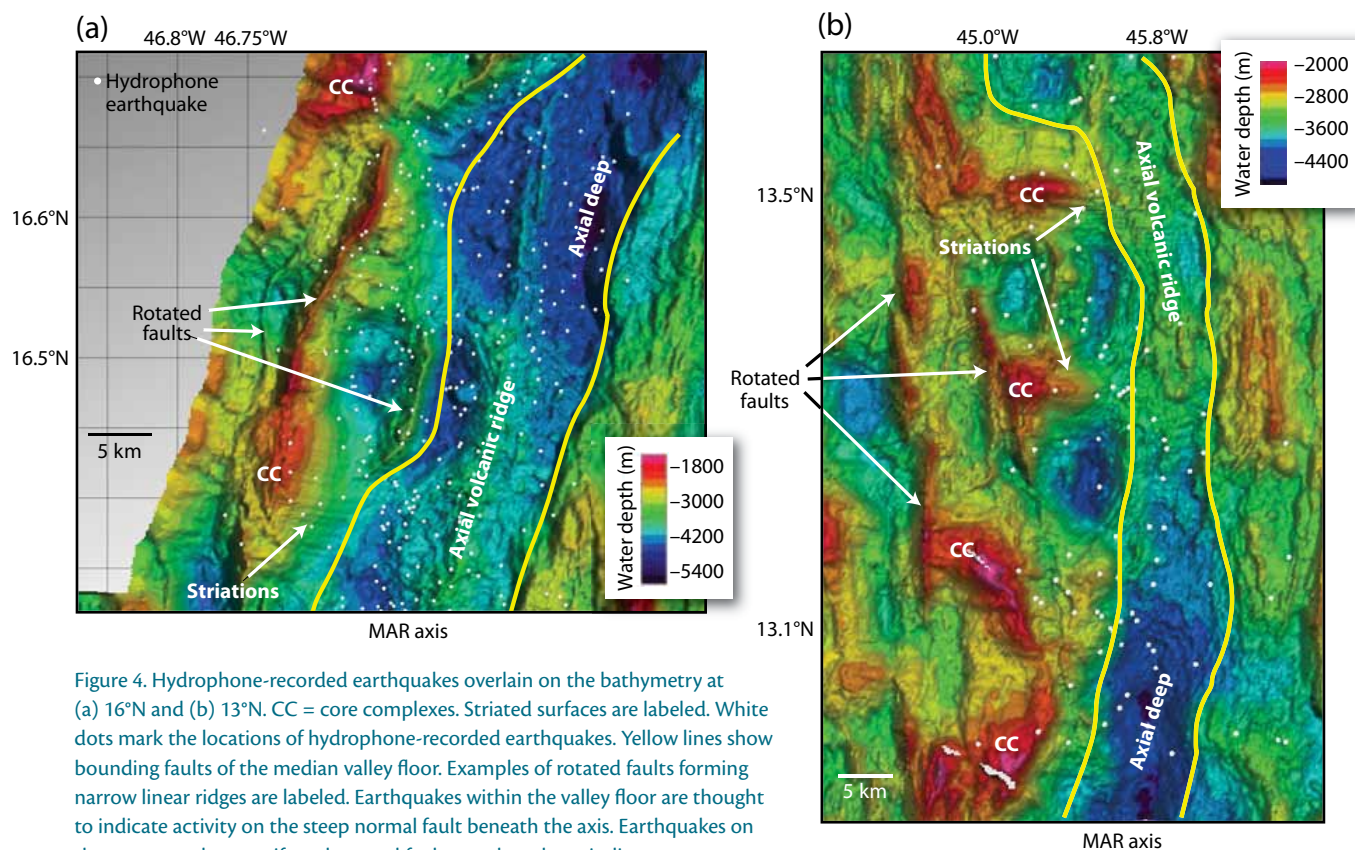 (a)
46.8°W 46.75°W
Hydrophone
earthquake
CC
16.6°N
Axial deep
Rotated
faults
16.5°N
5 km
CC
Axial volcanic ridge
Striations
Water depth (m)
–1800
–3000
–4200
–5400
MAR axis
(b)
45.0°W
45.8°W
Water depth (m)
–2000
–2800
–3600
–4400
13.5°N
CC
Axial volcanic ridge
Striations
Rotated
faults
CC
CC
13.1°N
Axial deep
CC
5 km
MAR axis
Figure 4. Hydrophone-recorded earthquakes overlain on the bathymetry at
(a) 16°N and (b) 13°N. CC = core complexes. Striated surfaces are labeled. White
dots mark the locations of hydrophone-recorded earthquakes. Yellow lines show
bounding faults of the median valley floor. Examples of rotated faults forming
narrow linear ridges are labeled. Earthquakes within the valley floor are thought
to indicate activity on the steep normal fault beneath the axis. Earthquakes on